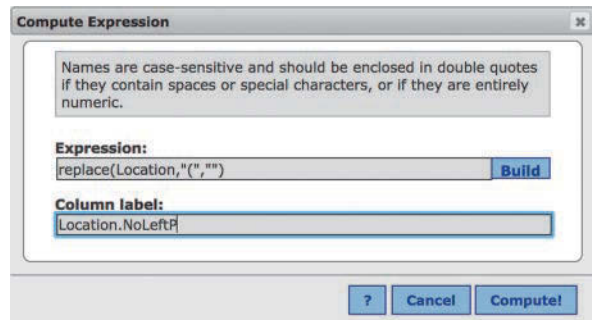 Compute Expression
Names are case-sensitive and should be enclosed in double quotes
if they contain spaces or special characters, or if they are entirely
numeric.
Expression:
replace(Location,"(","") Build
Column label:
Location.NoLeftP
? Cancel Compute!